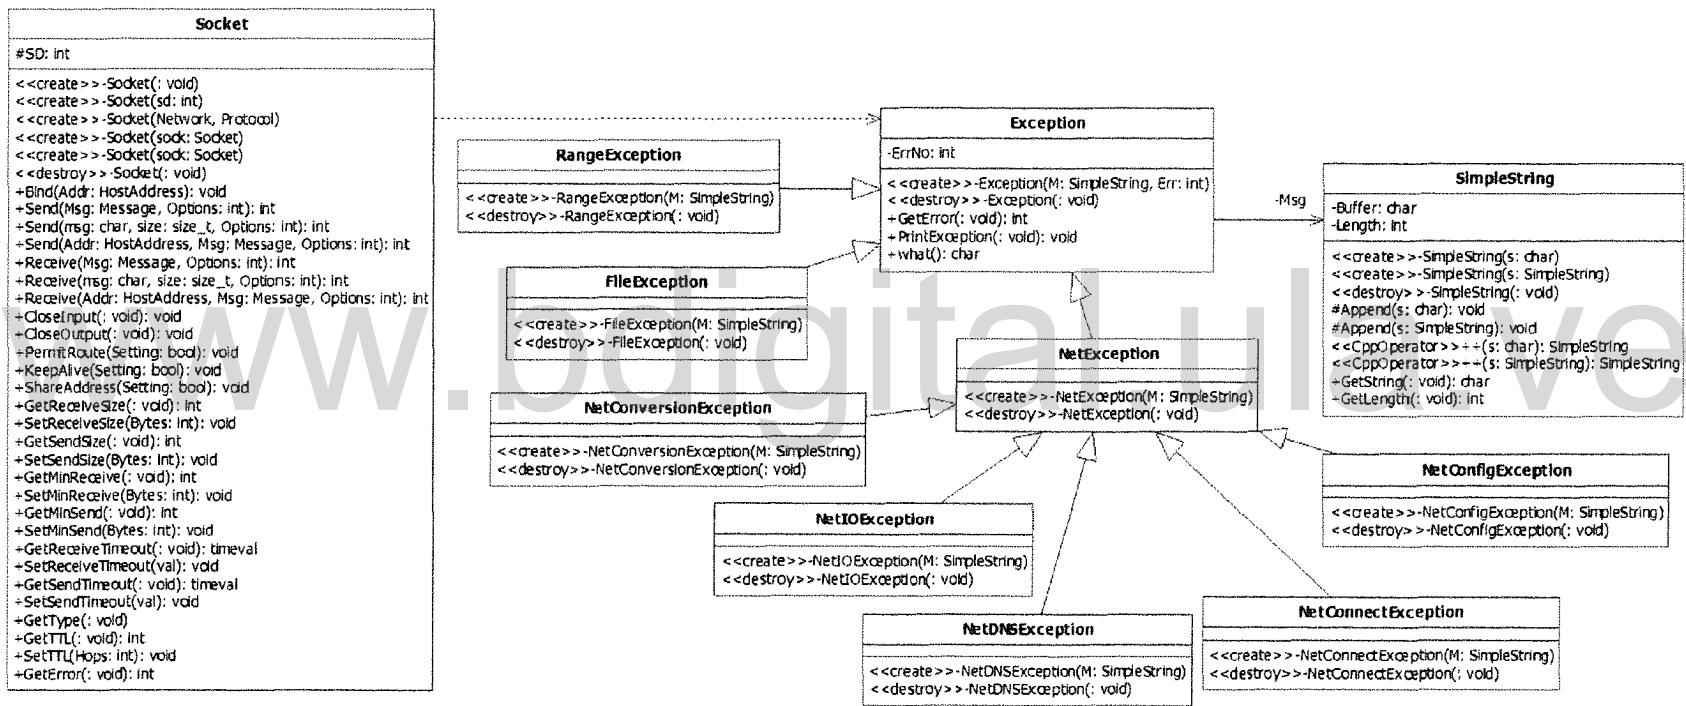 Socket
#SD: int
<<create>>-Socket(: void)
<<create>>-Socket(sd: int)
<<create>>-Socket(Network, Protocol)
<<create>>-Socket(sock: Socket)
<<create>>-Socket(sock: Socket)
<<destroy>>-Socket(: void)
+Bind(Addr: HostAddress): void
+Send(Msg: Message, Options: int): int
+Send(msg: char, size: size_t, Options: int): int
+Send(Addr: HostAddress, Msg: Message, Options: int): int
+Receive(Msg: Message, Options: int): int
+Receive(msg: char, size: size_t, Options: int): int
+Receive(Addr: HostAddress, Msg: Message, Options: int): int
+CloseInput(: void): void
+CloseOutput(: void): void
+PermitRoute(Setting: bool): void
+KeepAlive(Setting: bool): void
+ShareAddress(Setting: bool): void
+GetReceiveSize(: void): int
+SetReceiveSize(Bytes: int): void
+GetSendSize(: void): int
+SetSendSize(Bytes: int): void
+GetMinReceive(: void): int
+SetMinReceive(Bytes: int): void
+GetMinSend(: void): int
+SetMinSend(Bytes: int): void
+GetReceiveTimeout(: void): timeval
+SetReceiveTimeout(val): void
+GetSendTimeout(: void): timeval
+SetSendTimeout(val): void
+GetType(: void)
+GetTTL(: void): int
+SetTTL(Hops: int): void
+GetError(: void): int
RangeException
<<create>>-RangeException(M: SimpleString)
<<destroy>>-RangeException(: void)
Exception
-ErrNo: int
<<create>>-Exception(M: SimpleString, Err: int)
<<destroy>>-Exception(: void)
+GetError(: void): int
+PrintException(: void): void
+what(): char
-Msg
SimpleString
-Buffer: char
-Length: int
<<create>>-SimpleString(s: char)
<<create>>-SimpleString(s: SimpleString)
<<destroy>>-SimpleString(: void)
#Append(s: char): void
#Append(s: SimpleString): void
<<CppOperator>>++(s: char): SimpleString
<<CppOperator>>++(s: SimpleString): SimpleString
+GetString(: void): char
+GetLength(: void): int
FileException
<<create>>-FileException(M: SimpleString)
<<destroy>>-FileException(: void)
NetException
<<create>>-NetException(M: SimpleString)
<<destroy>>-NetException(: void)
NetConversionException
<<create>>-NetConversionException(M: SimpleString)
<<destroy>>-NetConversionException(: void)
NetConfigException
<<create>>-NetConfigException(M: SimpleString)
<<destroy>>-NetConfigException(: void)
NetIOException
<<create>>-NetIOException(M: SimpleString)
<<destroy>>-NetIOException(: void)
NetDNSException
<<create>>-NetDNSException(M: SimpleString)
<<destroy>>-NetDNSException(: void)
NetConnectException
<<create>>-NetConnectException(M: SimpleString)
<<destroy>>-NetConnectException(: void)
www.bdigital.ula.ve